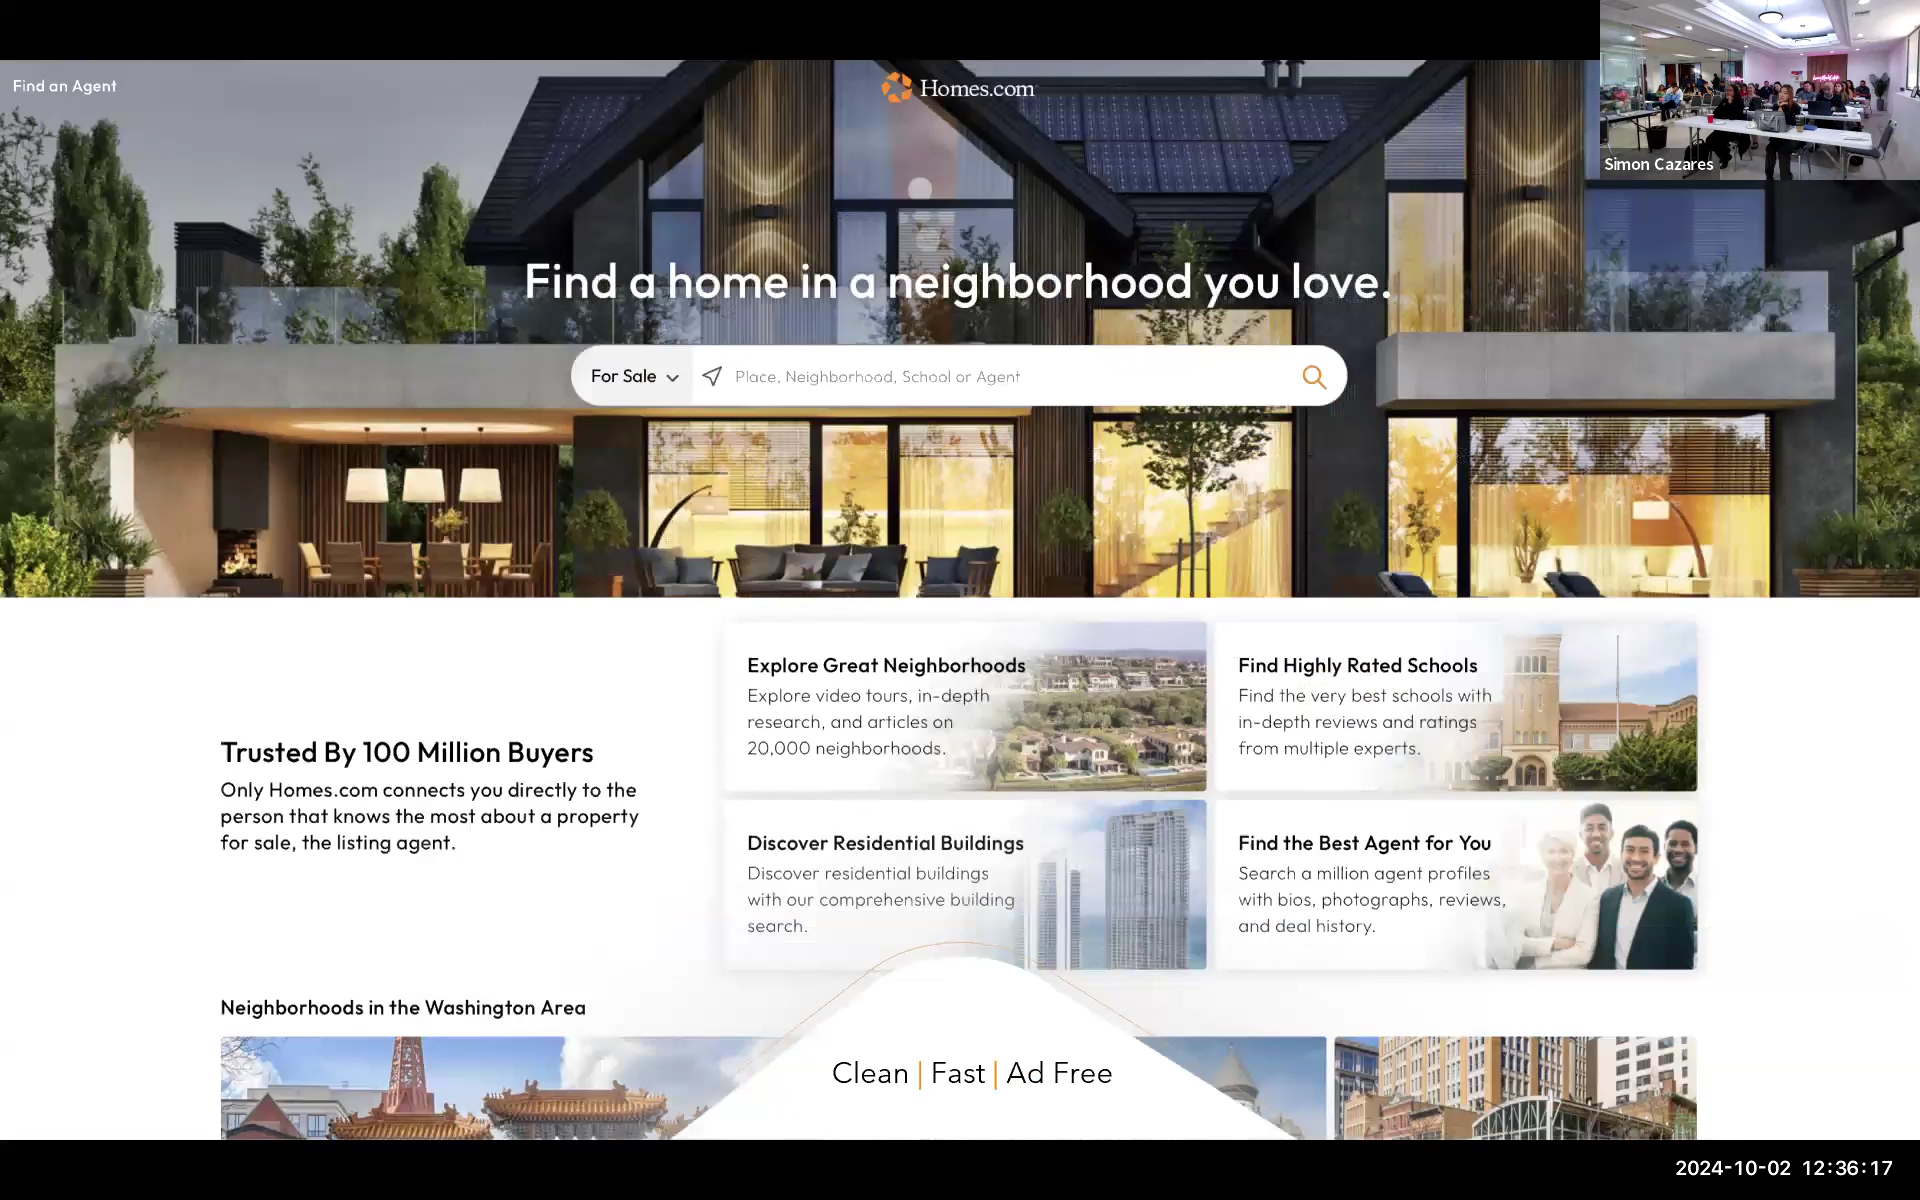 Find an Agent
Homes.com
Simon Cazares
Find a home in a neighborhood you love.
For Sale
Place, Neighborhood, School or Agent
Explore Great Neighborhoods
Explore video tours, in-depth
research, and articles on
20,000 neighborhoods.
Find Highly Rated Schools
Find the very best schools with
in-depth reviews and ratings
from multiple experts.
Trusted By 100 Million Buyers
Only Homes.com connects you directly to the
person that knows the most about a property
for sale, the listing agent.
Discover Residential Buildings
Discover residential buildings
with our comprehensive building
search.
Find the Best Agent for You
Search a million agent profiles
with bios, photographs, reviews,
and deal history.
Neighborhoods in the Washington Area
Clean | Fast | Ad Free
2024-10-02 12:36:17